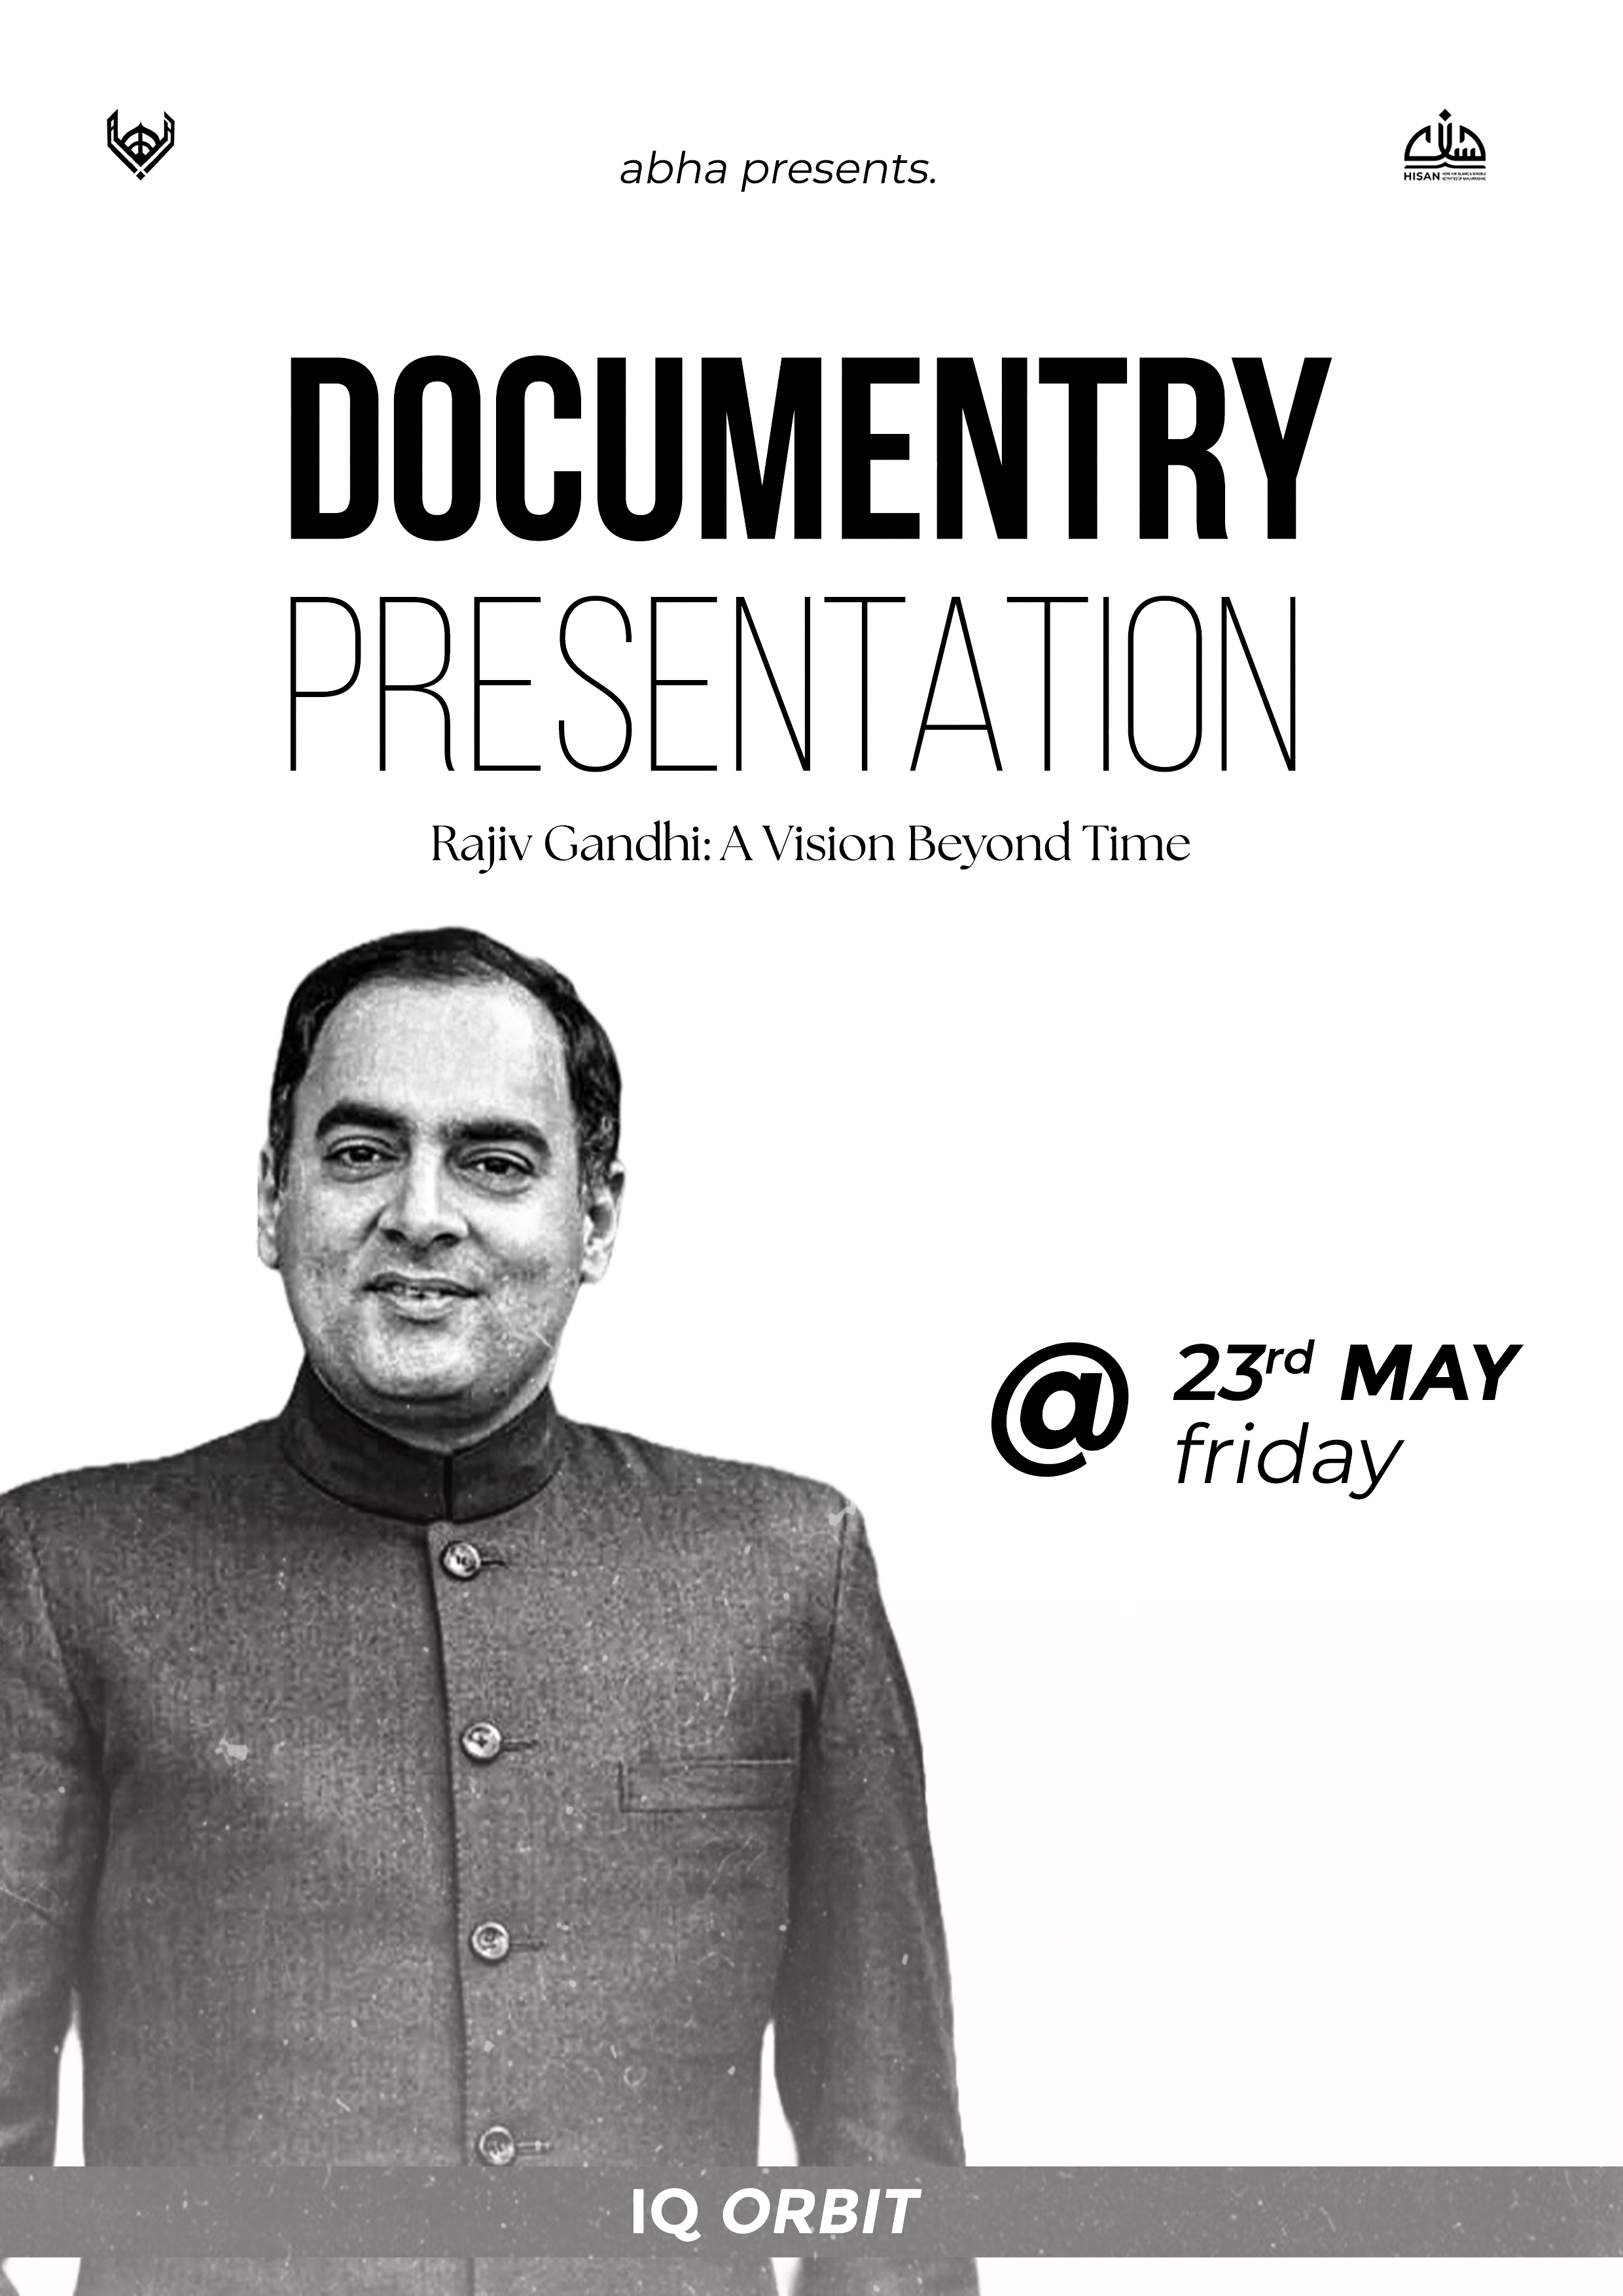 abha presents.
HISAN
DOCUMENTRY
PRESENTATION
Rajiv Gandhi: A Vision Beyond Time
@ 23rd MAY
friday
IQ ORBIT